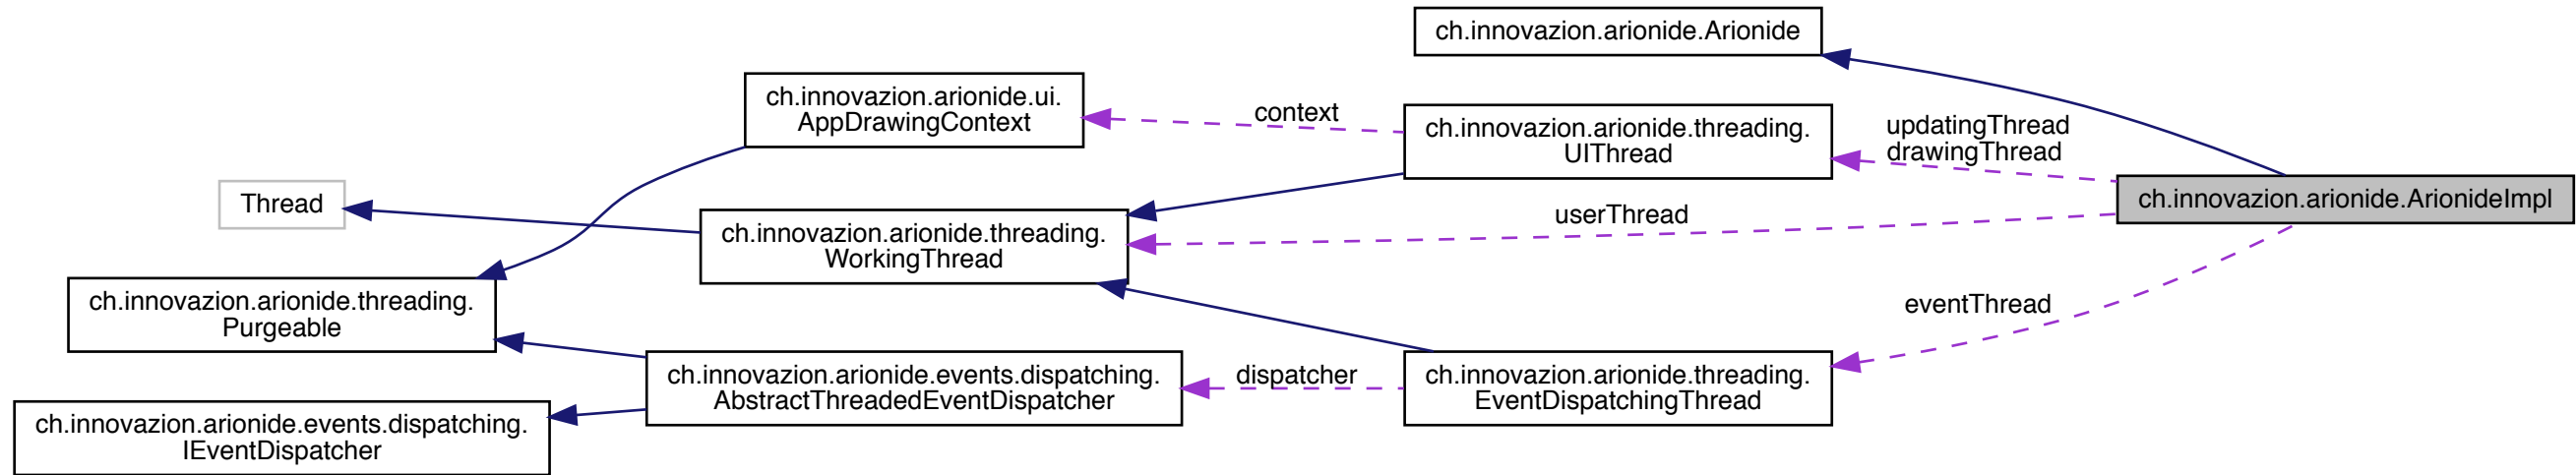 ch.innovazion.arionide.Arionide
ch.innovazion.arionide.ui.
AppDrawingContext
context
ch.innovazion.arionide.threading.
UIThread
updatingThread
drawingThread
Thread
ch.innovazion.arionide.ArionideImpl
userThread
ch.innovazion.arionide.threading.
WorkingThread
ch.innovazion.arionide.threading.
Purgeable
eventThread
ch.innovazion.arionide.events.dispatching.
AbstractThreadedEventDispatcher
dispatcher
ch.innovazion.arionide.threading.
EventDispatchingThread
ch.innovazion.arionide.events.dispatching.
IEventDispatcher